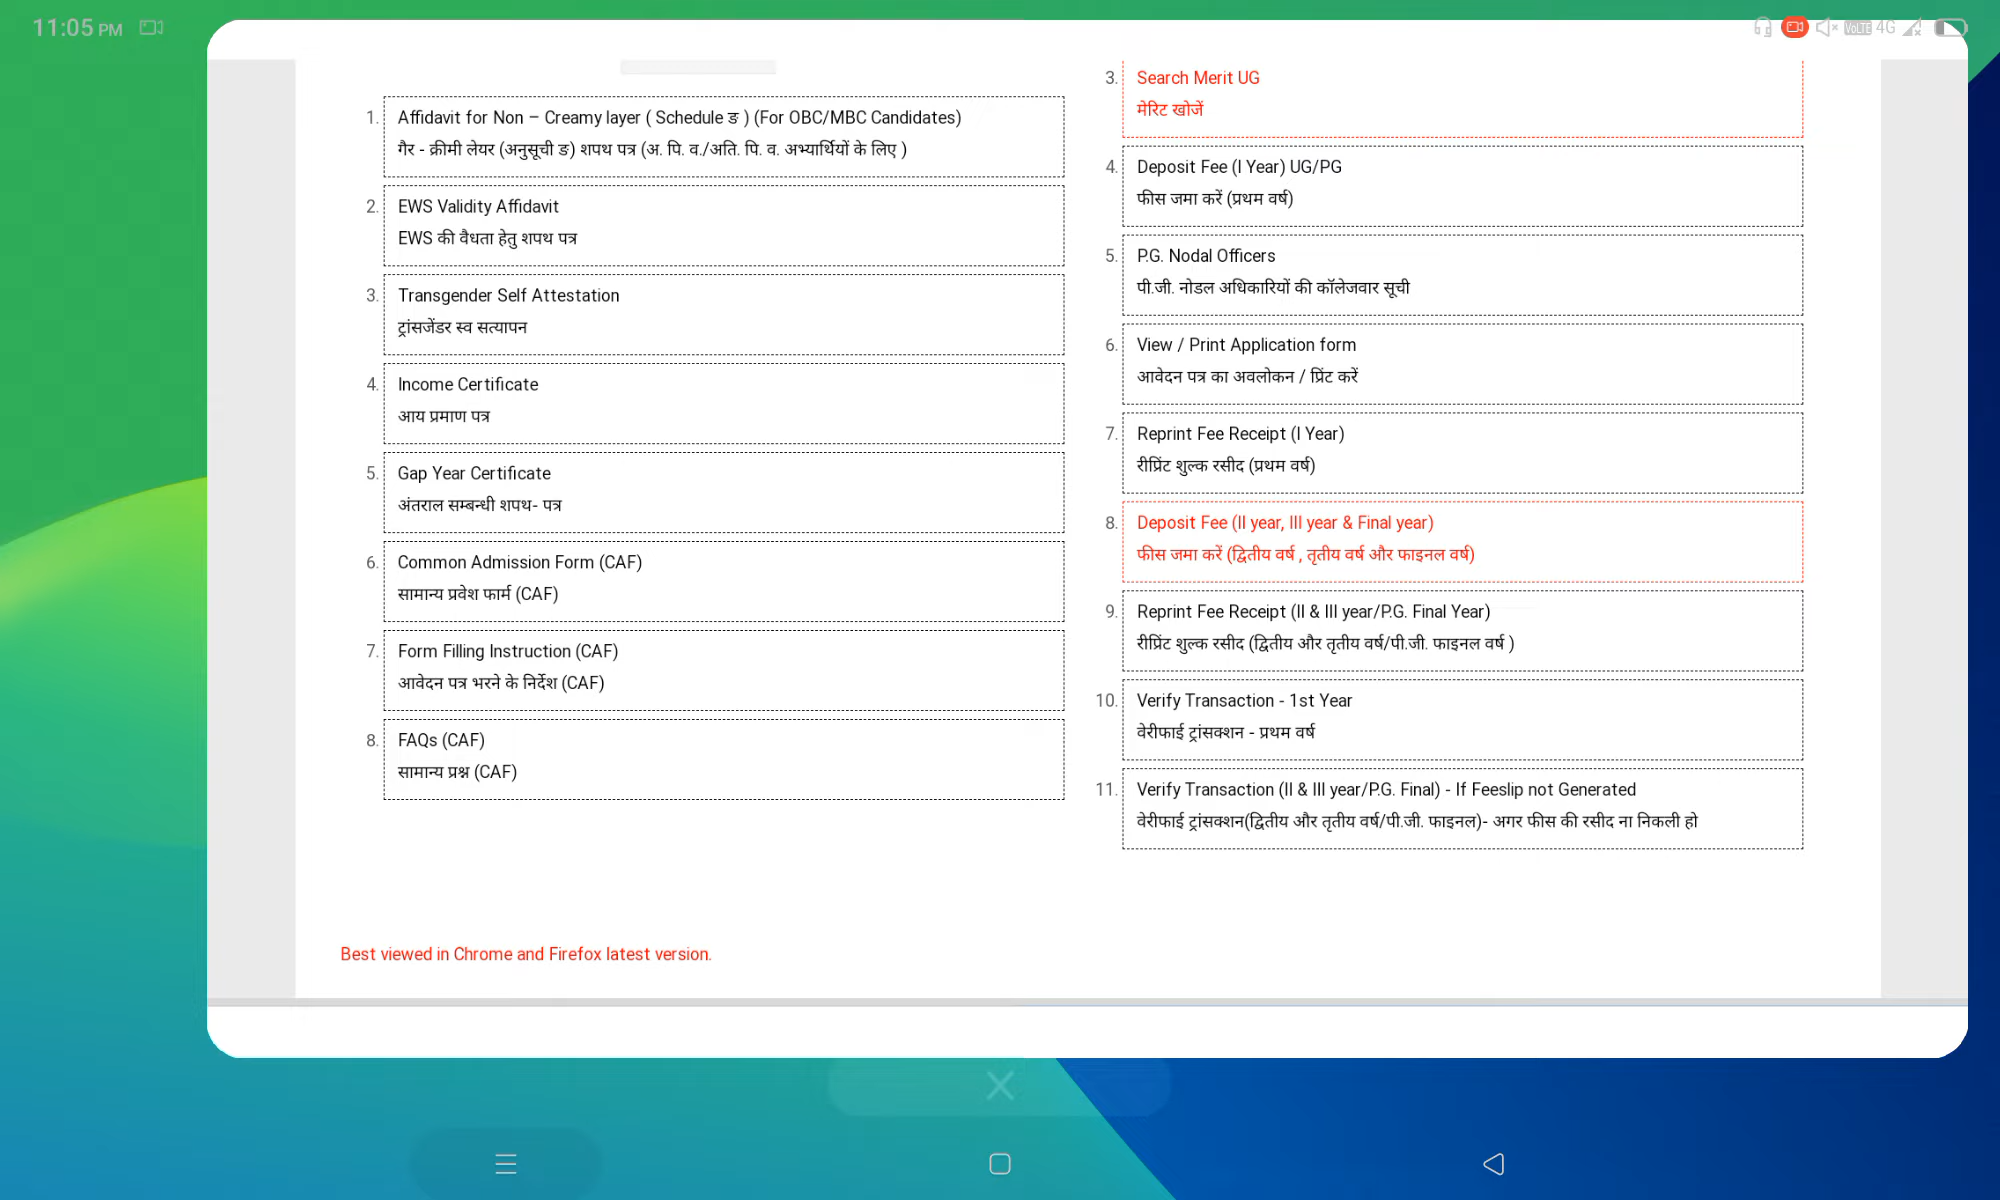 11:05 PM
VoLTE 4G
1. Affidavit for Non – Creamy layer ( Schedule ङ ) (For OBC/MBC Candidates)
गैर - क्रीमी लेयर (अनुसूची ङ) शपथ पत्र (अ. पि. व./अति. पि. व. अभ्यार्थियों के लिए )
2. EWS Validity Affidavit
EWS की वैधता हेतु शपथ पत्र
3. Transgender Self Attestation
ट्रांसजेंडर स्व सत्यापन
4. Income Certificate
आय प्रमाण पत्र
5. Gap Year Certificate
अंतराल सम्बन्धी शपथ- पत्र
6. Common Admission Form (CAF)
सामान्य प्रवेश फार्म (CAF)
7. Form Filling Instruction (CAF)
आवेदन पत्र भरने के निर्देश (CAF)
8. FAQs (CAF)
सामान्य प्रश्न (CAF)
3. Search Merit UG
मेरिट खोजें
4. Deposit Fee (I Year) UG/PG
फीस जमा करें (प्रथम वर्ष)
5. P.G. Nodal Officers
पी.जी. नोडल अधिकारियों की कॉलेजवार सूची
6. View / Print Application form
आवेदन पत्र का अवलोकन / प्रिंट करें
7. Reprint Fee Receipt (I Year)
रीप्रिंट शुल्क रसीद (प्रथम वर्ष)
8. Deposit Fee (II year, III year & Final year)
फीस जमा करें (द्वितीय वर्ष , तृतीय वर्ष और फाइनल वर्ष)
9. Reprint Fee Receipt (II & III year/P.G. Final Year)
रीप्रिंट शुल्क रसीद (द्वितीय और तृतीय वर्ष/पी.जी. फाइनल वर्ष )
10. Verify Transaction - 1st Year
वेरीफाई ट्रांसक्शन - प्रथम वर्ष
11. Verify Transaction (II & III year/P.G. Final) - If Feeslip not Generated
वेरीफाई ट्रांसक्शन(द्वितीय और तृतीय वर्ष/पी.जी. फाइनल)- अगर फीस की रसीद ना निकली हो
Best viewed in Chrome and Firefox latest version.